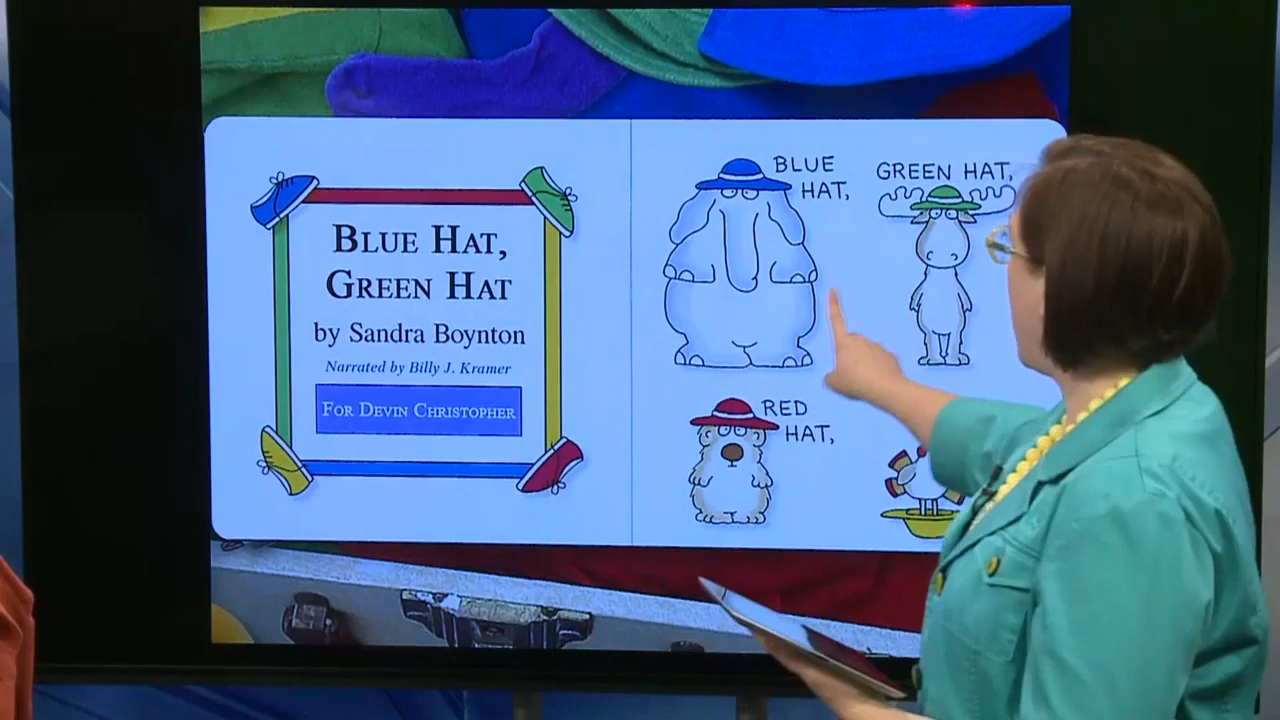 BLUE HAT,
GREEN HAT
by Sandra Boynton
Narrated by Billy J. Kramer
FOR DEVIN CHRISTOPHER
BLUE
HAT,
GREEN HAT,
RED
HAT,